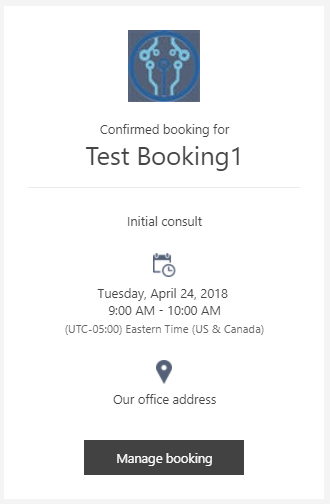 Confirmed booking for
Test Booking1
Initial consult
Tuesday, April 24, 2018
9:00 AM - 10:00 AM
(UTC-05:00) Eastern Time (US & Canada)
Our office address
Manage booking